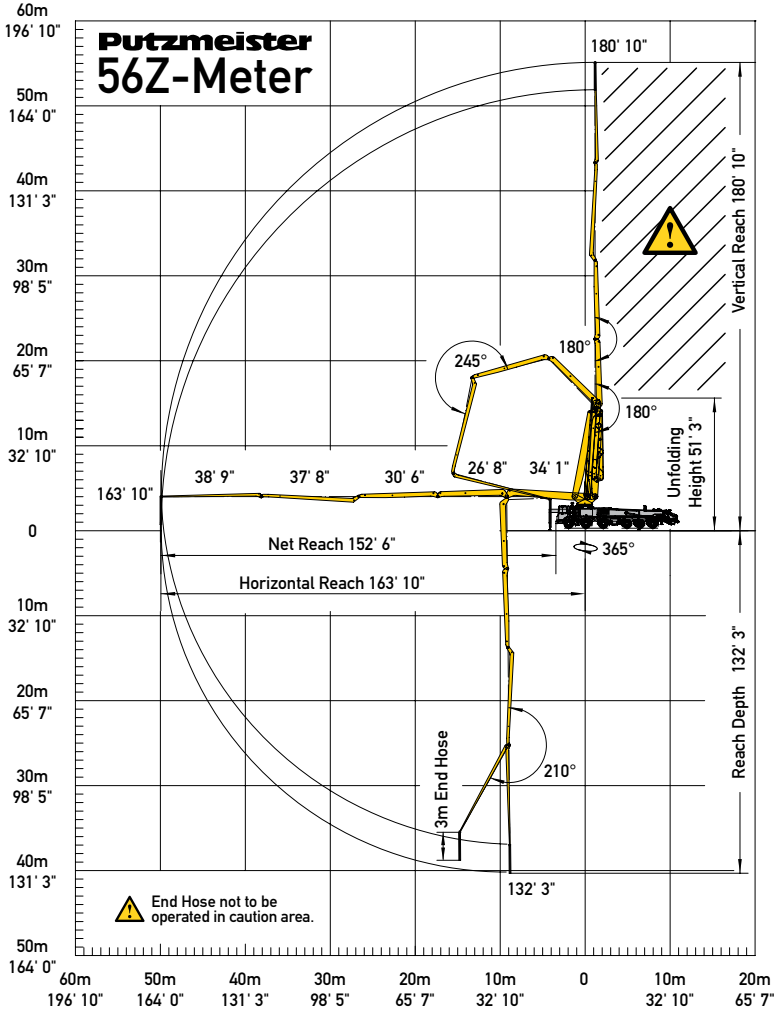 60m
196' 10"
Putzmeister
56Z-Meter
180' 10"
50m
164' 0"
40m
131' 3"
30m
98' 5"
20m
65' 7"
10m
32' 10"
0
10m
32' 10"
20m
65' 7"
30m
98' 5"
40m
131' 3"
50m
164' 0"
Vertical Reach 180' 10"
!
245°
180°
180°
Unfolding
Height 51' 3"
163' 10"
38' 9"
37' 8"
30' 6"
26' 8"
34' 1"
Net Reach 152' 6"
365°
Horizontal Reach 163' 10"
Reach Depth 132' 3"
3m End Hose
210°
132' 3"
!
End Hose not to be
operated in caution area.
60m
196' 10"
50m
164' 0"
40m
131' 3"
30m
98' 5"
20m
65' 7"
10m
32' 10"
0
10m
32' 10"
20m
65' 7"